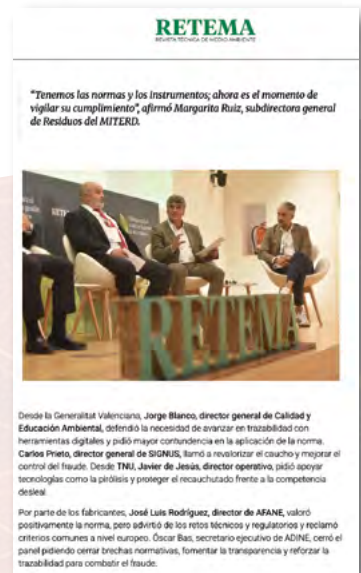 RETEMA
REVISTA TÉCNICA DE MEDIO AMBIENTE
“Tenemos las normas y los instrumentos; ahora es el momento de
vigilar su cumplimiento”, afirmó Margarita Ruiz, subdirectora general
de Residuos del MITERD.
RETEMA
Desde la Generalitat Valenciana, Jorge Blanco, director general de Calidad y
Educación Ambiental, defendió la necesidad de avanzar en trazabilidad con
herramientas digitales y pidió mayor contundencia en la aplicación de la norma.
Carlos Prieto, director general de SIGNUS, llamó a revalorizar el caucho y mejorar el
control del fraude. Desde TNU, Javier de Jesús, director operativo, pidió apoyar
tecnologías como la pirólisis y proteger el recauchutado frente a la competencia
desleal.
Por parte de los fabricantes, José Luis Rodríguez, director de AFANE, valoró
positivamente la norma, pero advirtió de los retos técnicos y regulatorios y reclamó
criterios comunes a nivel europeo. Óscar Bas, secretario ejecutivo de ADINE, cerró el
panel pidiendo cerrar brechas normativas, fomentar la transparencia y reforzar la
trazabilidad para combatir el fraude.